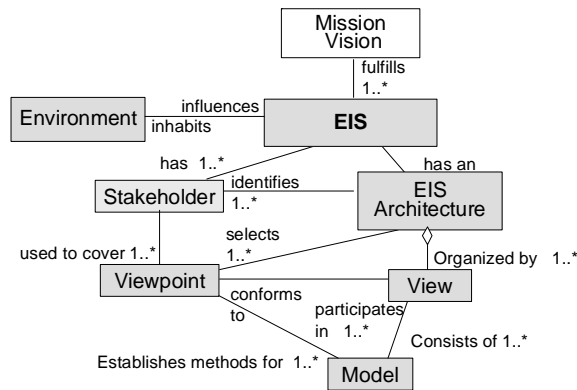 Mission
Vision
fulfills
1..*
Environment
influences
inhabits
EIS
has 1..*
has an
Stakeholder
identifies
1..*
EIS
Architecture
used to cover 1..*
selects
1..*
Organized by 1..*
Viewpoint
View
conforms
to
participates
in 1..*
Consists of 1..*
Establishes methods for 1..*
Model